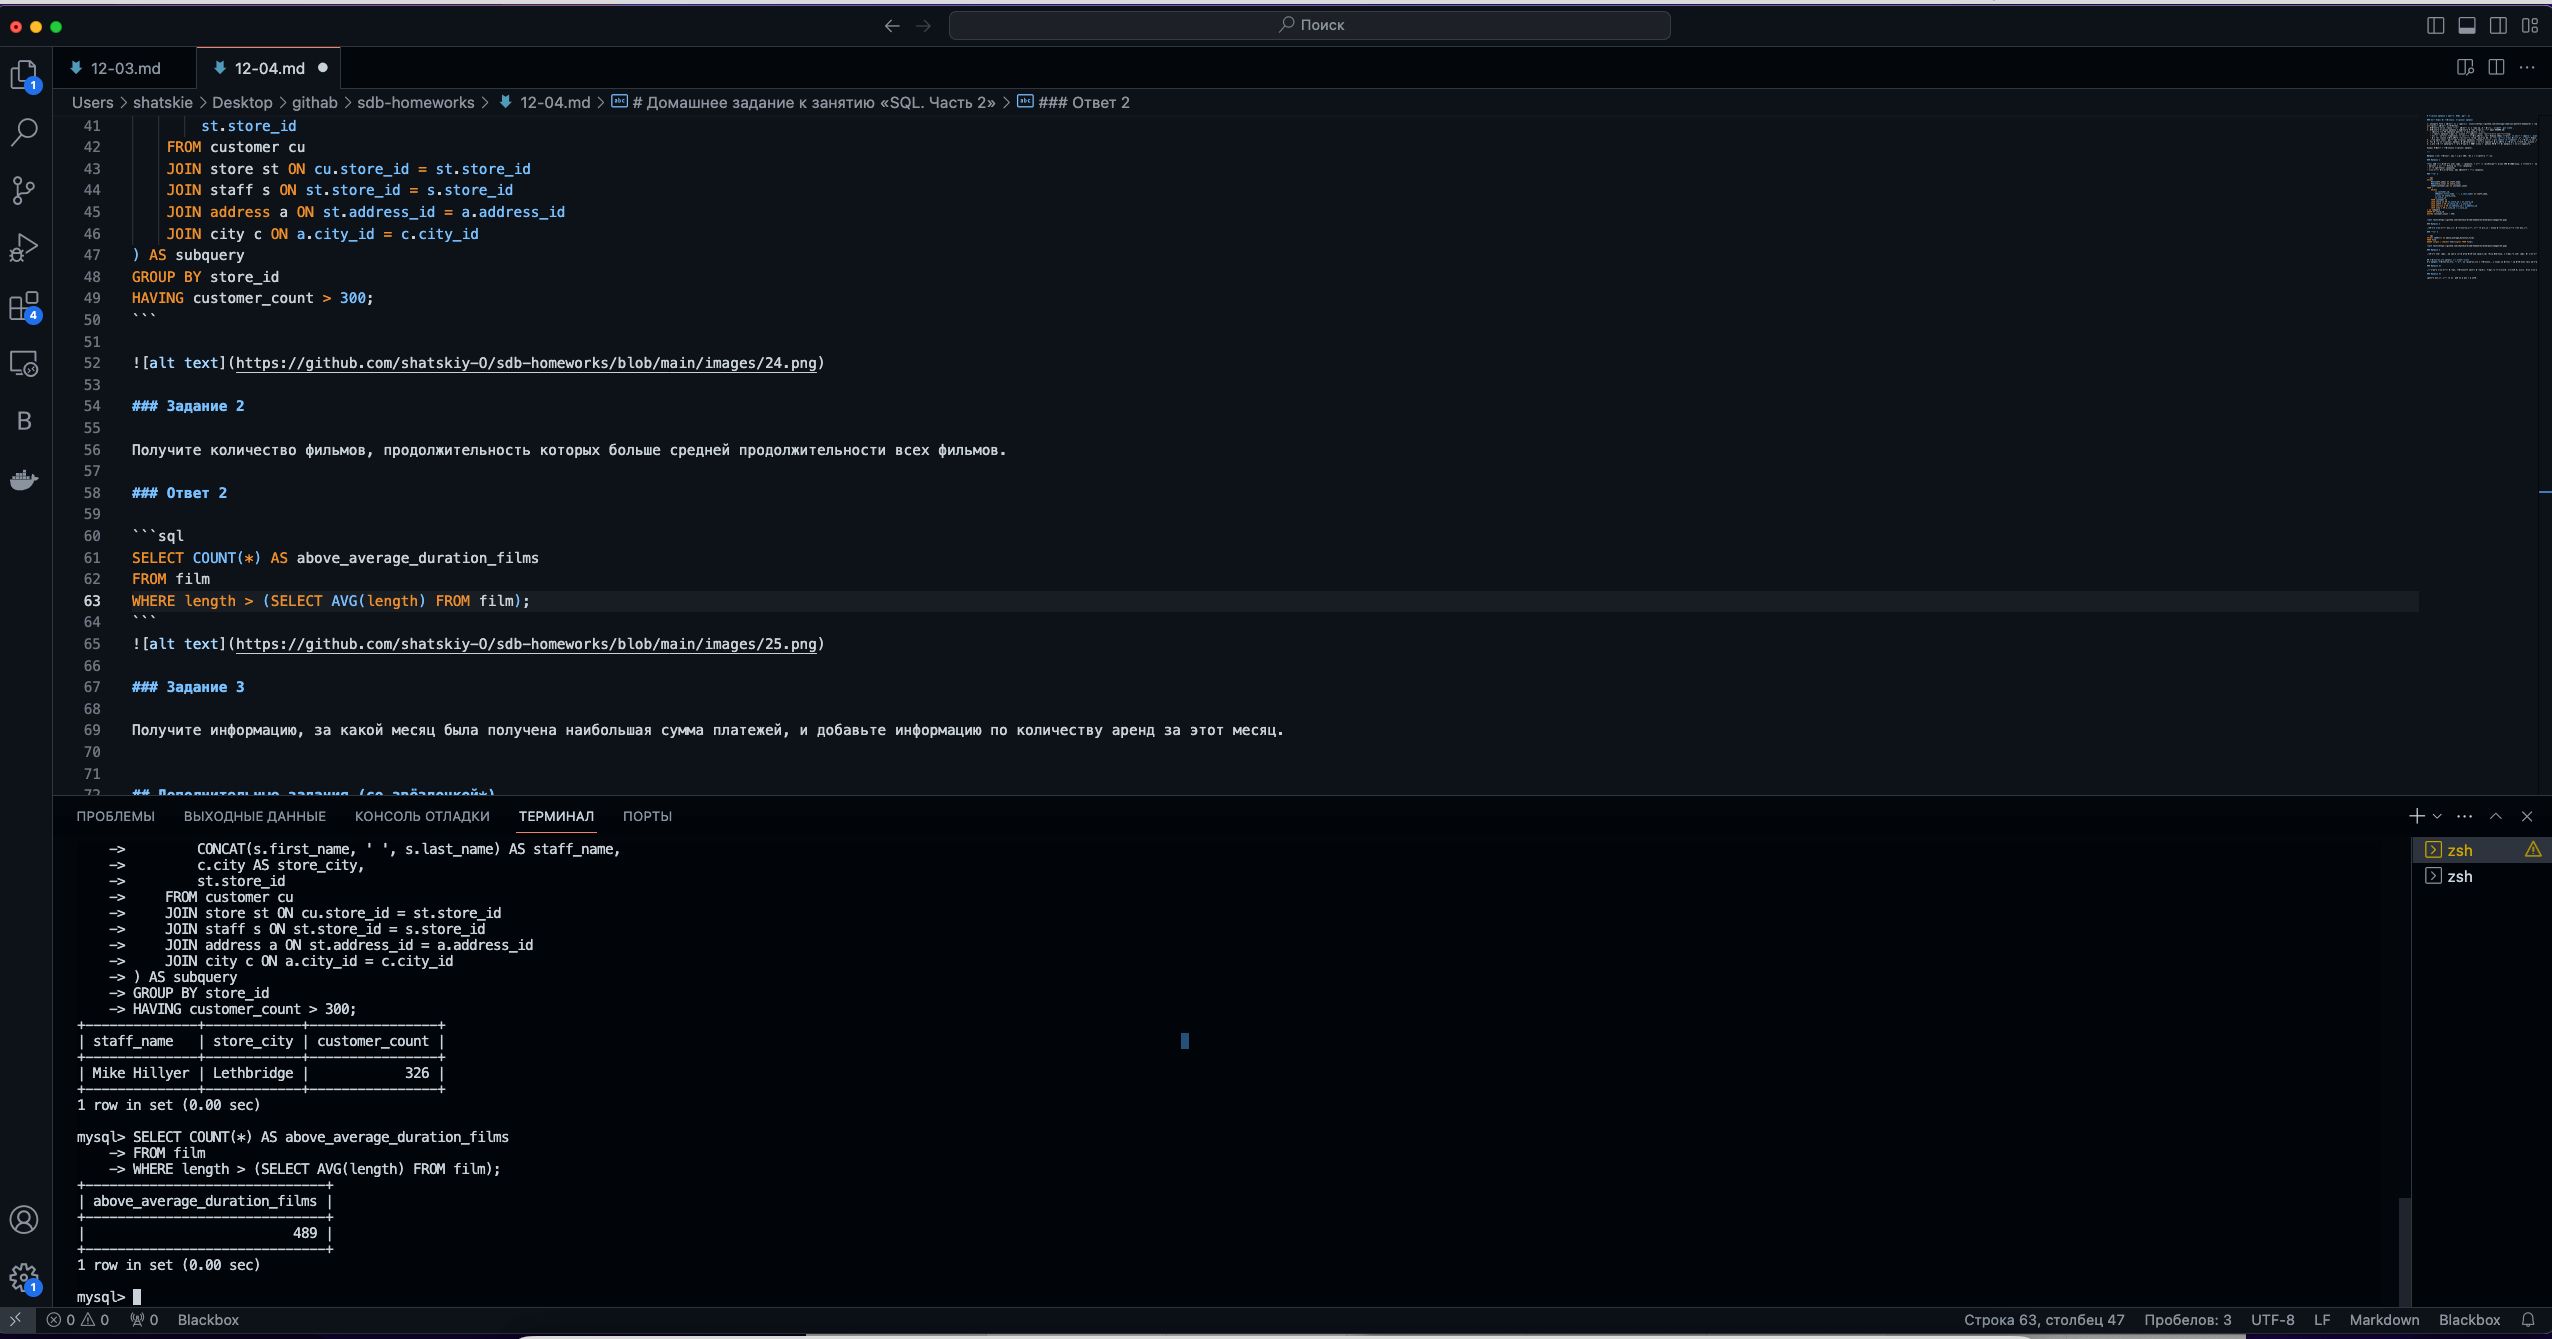 Поиск
12-03.md
12-04.md
Users > shatskie > Desktop > githab > sdb-homeworks > 12-04.md > # Домашнее задание к занятию «SQL. Часть 2» > ### Ответ 2
41 st.store_id
42 FROM customer cu
43 JOIN store st ON cu.store_id = st.store_id
44 JOIN staff s ON st.store_id = s.store_id
45 JOIN address a ON st.address_id = a.address_id
46 JOIN city c ON a.city_id = c.city_id
47 ) AS subquery
48 GROUP BY store_id
49 HAVING customer_count > 300;
50 ```
51
52 ![alt text](https://github.com/shatskiy-O/sdb-homeworks/blob/main/images/24.png)
53
54 ### Задание 2
55
56 Получите количество фильмов, продолжительность которых больше средней продолжительности всех фильмов.
57
58 ### Ответ 2
59
60 ```sql
61 SELECT COUNT(*) AS above_average_duration_films
62 FROM film
63 WHERE length > (SELECT AVG(length) FROM film);
64 ```
65 ![alt text](https://github.com/shatskiy-O/sdb-homeworks/blob/main/images/25.png)
66
67 ### Задание 3
68
69 Получите информацию, за какой месяц была получена наибольшая сумма платежей, и добавьте информацию по количеству аренд за этот месяц.
70
71
72 ## Дополнительные задания (со звёздочкой*)
1
4
B
1
ПРОБЛЕМЫ ВЫХОДНЫЕ ДАННЫЕ КОНСОЛЬ ОТЛАДКИ ТЕРМИНАЛ ПОРТЫ
-> CONCAT(s.first_name, ' ', s.last_name) AS staff_name,
-> c.city AS store_city,
-> st.store_id
-> FROM customer cu
-> JOIN store st ON cu.store_id = st.store_id
-> JOIN staff s ON st.store_id = s.store_id
-> JOIN address a ON st.address_id = a.address_id
-> JOIN city c ON a.city_id = c.city_id
-> ) AS subquery
-> GROUP BY store_id
-> HAVING customer_count > 300;
+--------------+------------+----------------+
| staff_name | store_city | customer_count |
+--------------+------------+----------------+
| Mike Hillyer | Lethbridge | 326 |
+--------------+------------+----------------+
1 row in set (0.00 sec)
mysql> SELECT COUNT(*) AS above_average_duration_films
-> FROM film
-> WHERE length > (SELECT AVG(length) FROM film);
+------------------------------+
| above_average_duration_films |
+------------------------------+
| 489 |
+------------------------------+
1 row in set (0.00 sec)
mysql>
zsh
zsh
0 0 0 Blackbox
Строка 63, столбец 47 Пробелов: 3 UTF-8 LF Markdown Blackbox